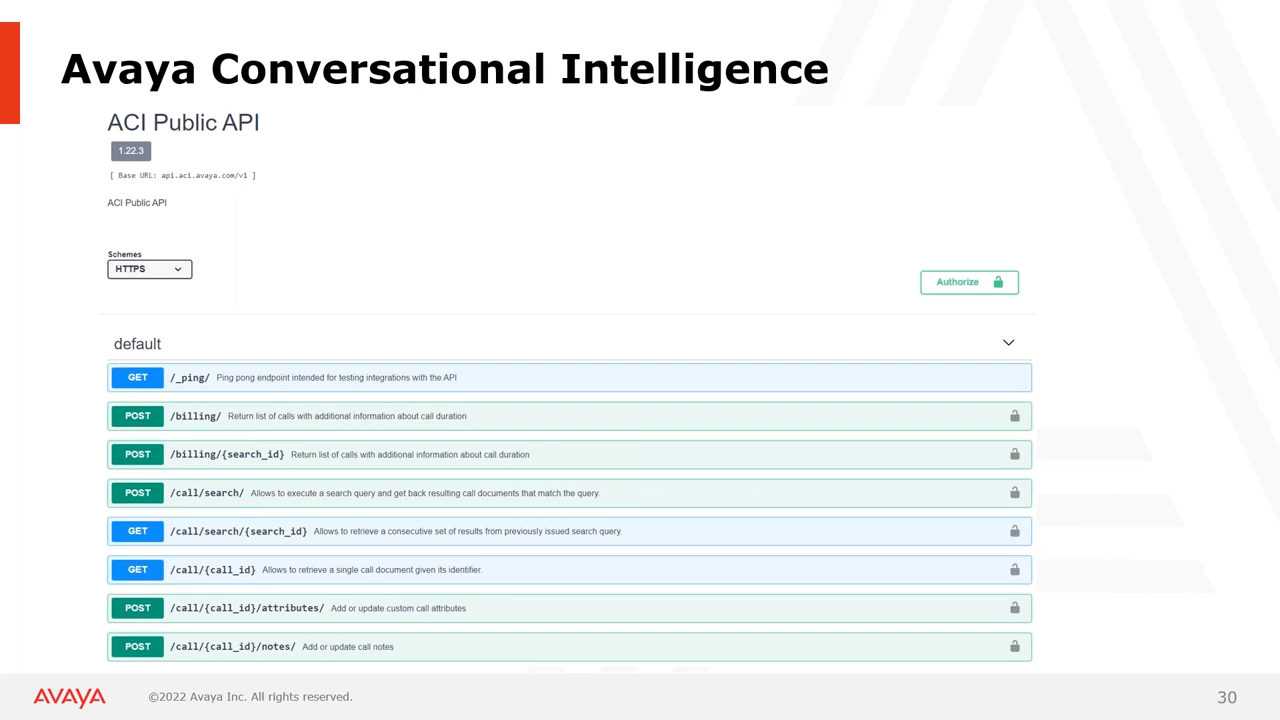 Avaya Conversational Intelligence
ACI Public API
1.22.3
[ Base URL: api.aci.avaya.com/v1 ]
ACI Public API
Schemes
HTTPS
Authorize
default
GET /_ping/ Ping pong endpoint intended for testing integrations with the API
POST /billing/ Return list of calls with additional information about call duration
POST /billing/{search_id} Return list of calls with additional information about call duration
POST /call/search/ Allows to execute a search query and get back resulting call documents that match the query.
GET /call/search/{search_id} Allows to retrieve a consecutive set of results from previously issued search query.
GET /call/{call_id} Allows to retrieve a single call document given its identifier.
POST /call/{call_id}/attributes/ Add or update custom call attributes
POST /call/{call_id}/notes/ Add or update call notes
AVAYA ©2022 Avaya Inc. All rights reserved. 30